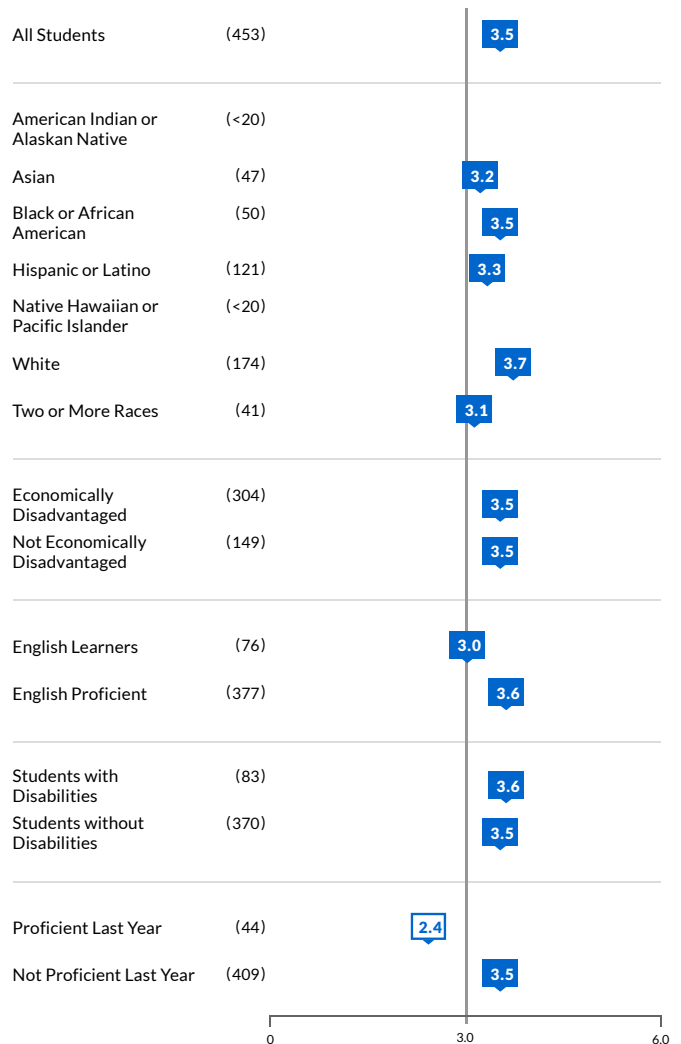 All Students (453) 3.5
American Indian or (<20)
Alaskan Native
Asian (47) 3.2
Black or African (50) 3.5
American
Hispanic or Latino (121) 3.3
Native Hawaiian or (<20)
Pacific Islander
White (174) 3.7
Two or More Races (41) 3.1
Economically (304) 3.5
Disadvantaged
Not Economically (149) 3.5
Disadvantaged
English Learners (76) 3.0
English Proficient (377) 3.6
Students with (83) 3.6
Disabilities
Students without (370) 3.5
Disabilities
Proficient Last Year (44) 2.4
Not Proficient Last Year (409) 3.5
0 3.0 6.0